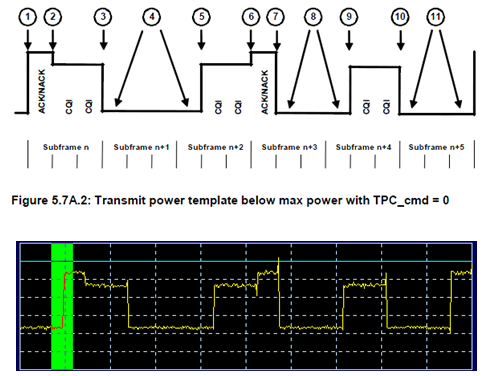 1 2 3 4 5 6 7 8 9 10 11
ACK/NACK CQI CQI CQI CQI ACK/NACK CQI CQI
Subframe n Subframe n+1 Subframe n+2 Subframe n+3 Subframe n+4 Subframe n+5
Figure 5.7A.2: Transmit power template below max power with TPC_cmd = 0